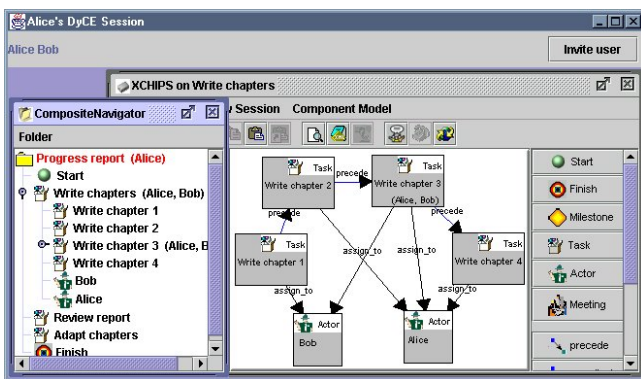 Alice's DyCE Session
Alice Bob
Invite user
XCHIPS on Write chapters
CompositeNavigator
Session Component Model
Folder
Progress report (Alice)
Start
Write chapters (Alice, Bob)
Write chapter 1
Write chapter 2
Write chapter 3 (Alice, B
Write chapter 4
Bob
Alice
Review report
Adapt chapters
Finish
Task
Write chapter 2
precede
Task
Write chapter 3
(Alice, Bob)
precede
precede
Task
Write chapter 1
assign_to
Task
Write chapter 4
assign_to
assign_to
Actor
Bob
Actor
Alice
Start
Finish
Milestone
Task
Actor
Meeting
precede